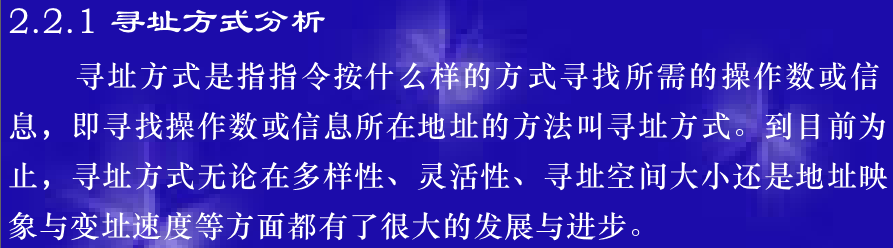 2.2.1 寻址方式分析
寻址方式是指指令按什么样的方式寻找所需的操作数或信
息，即寻找操作数或信息所在地址的方法叫寻址方式。到目前为
止，寻址方式无论在多样性、灵活性、寻址空间大小还是地址映
象与变址速度等方面都有了很大的发展与进步。